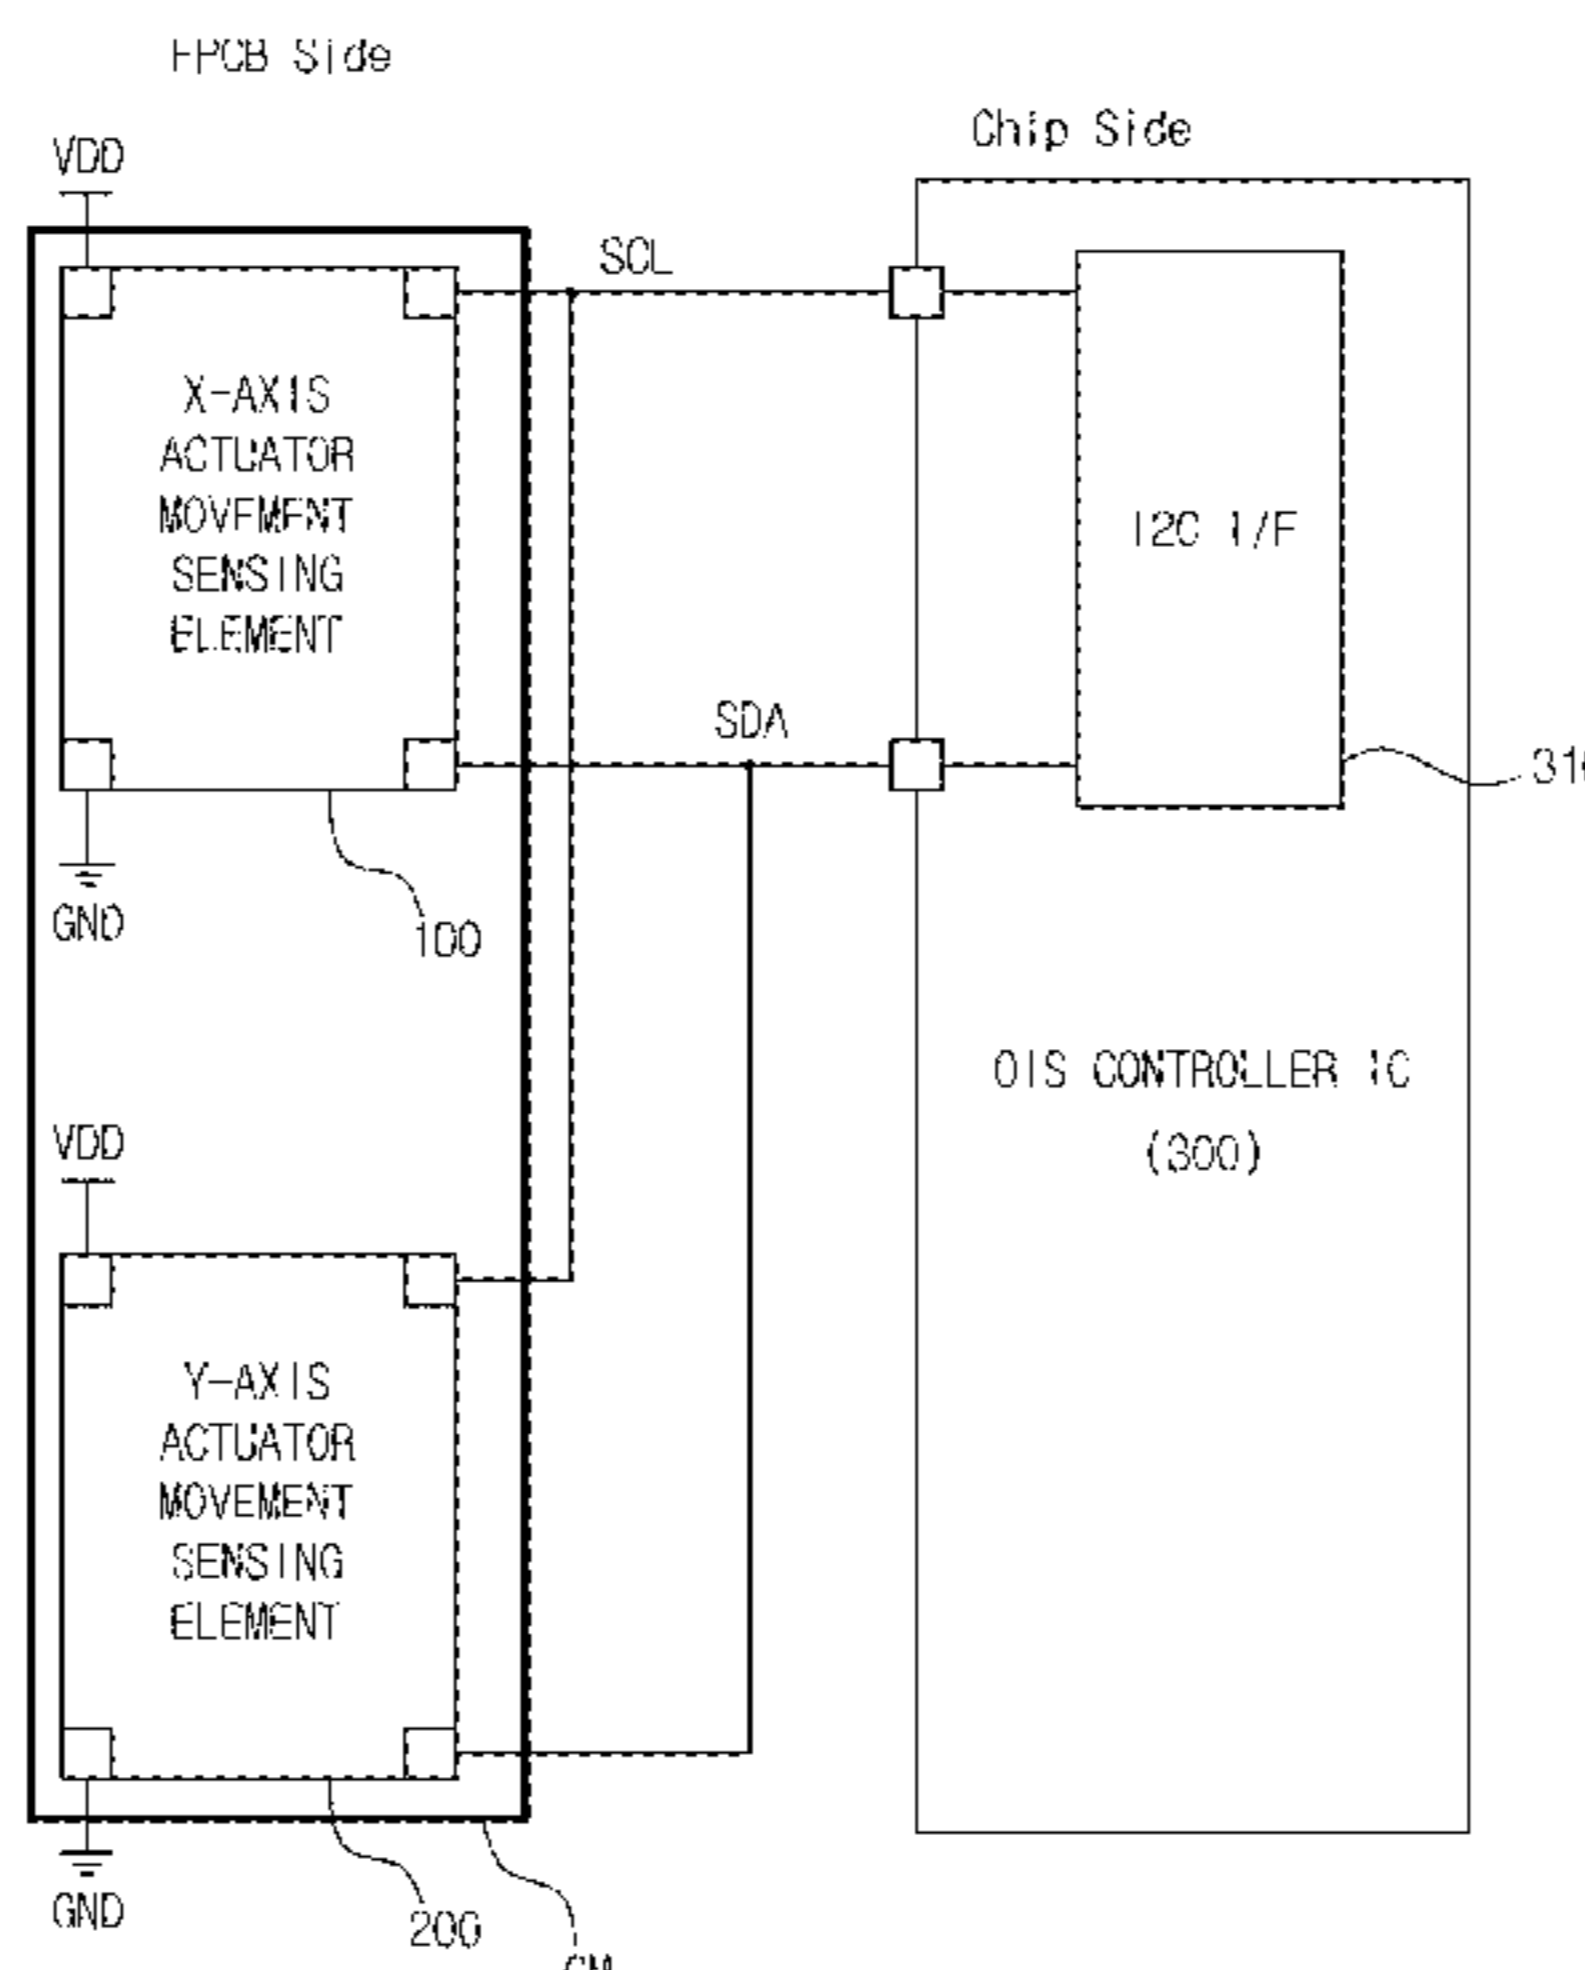 FPCB Side
Chip Side
VDD
SCL
X-AXIS
ACTUATOR
MOVEMENT
SENSING
ELEMENT
I2C I/F
SDA
GND
100
OIS CONTROLLER IC
(300)
VDD
Y-AXIS
ACTUATOR
MOVEMENT
SENSING
ELEMENT
GND
200